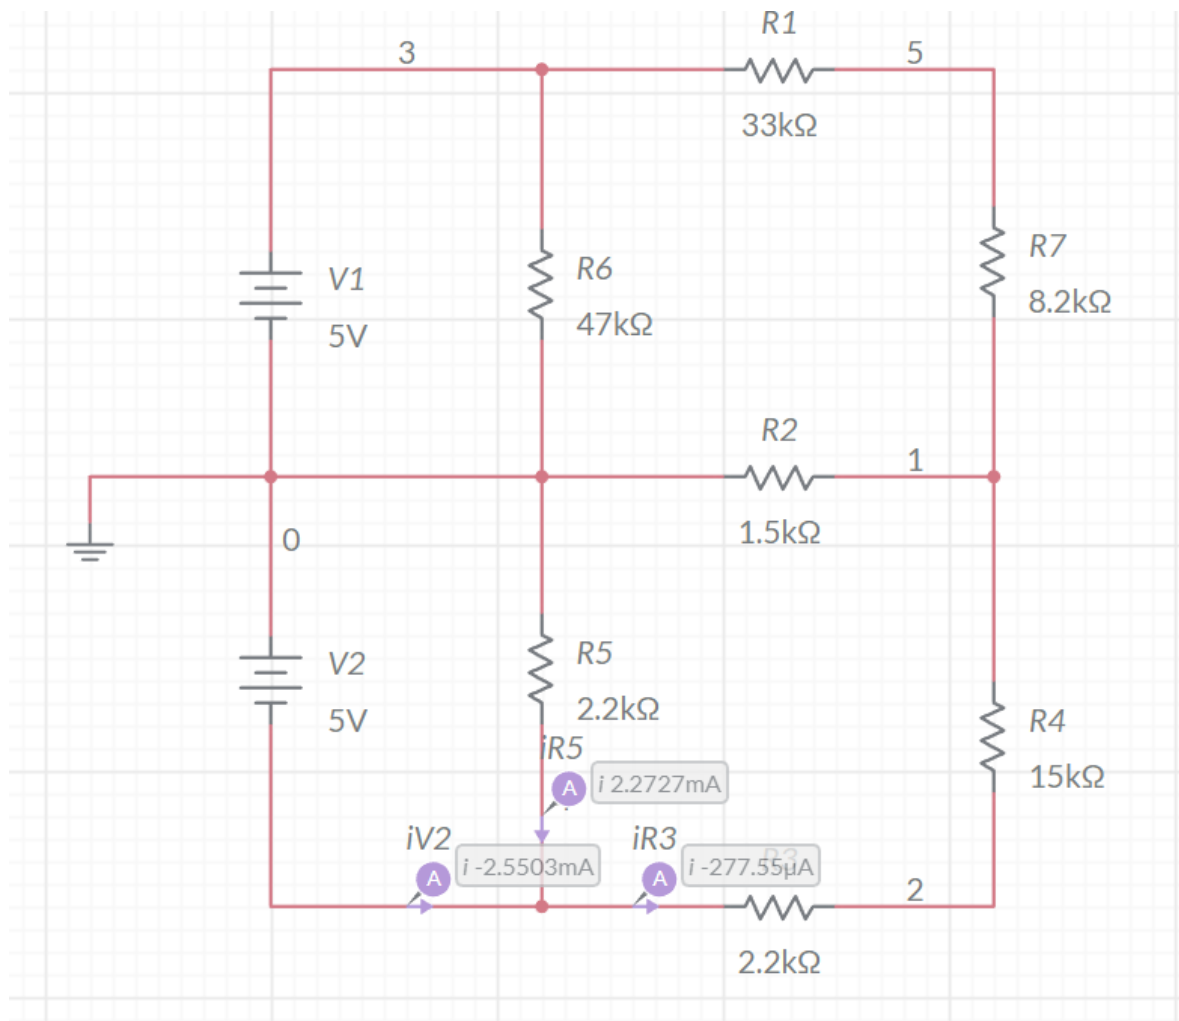 R1
3
5
33kΩ
R7
8.2kΩ
R6
47kΩ
V1
5V
R2
1
1.5kΩ
0
R5
2.2kΩ
V2
5V
R4
15kΩ
iR5
A
i 2.2727mA
iV2
A
i -2.5503mA
iR3
A
R3
i -277.55µA
2
2.2kΩ